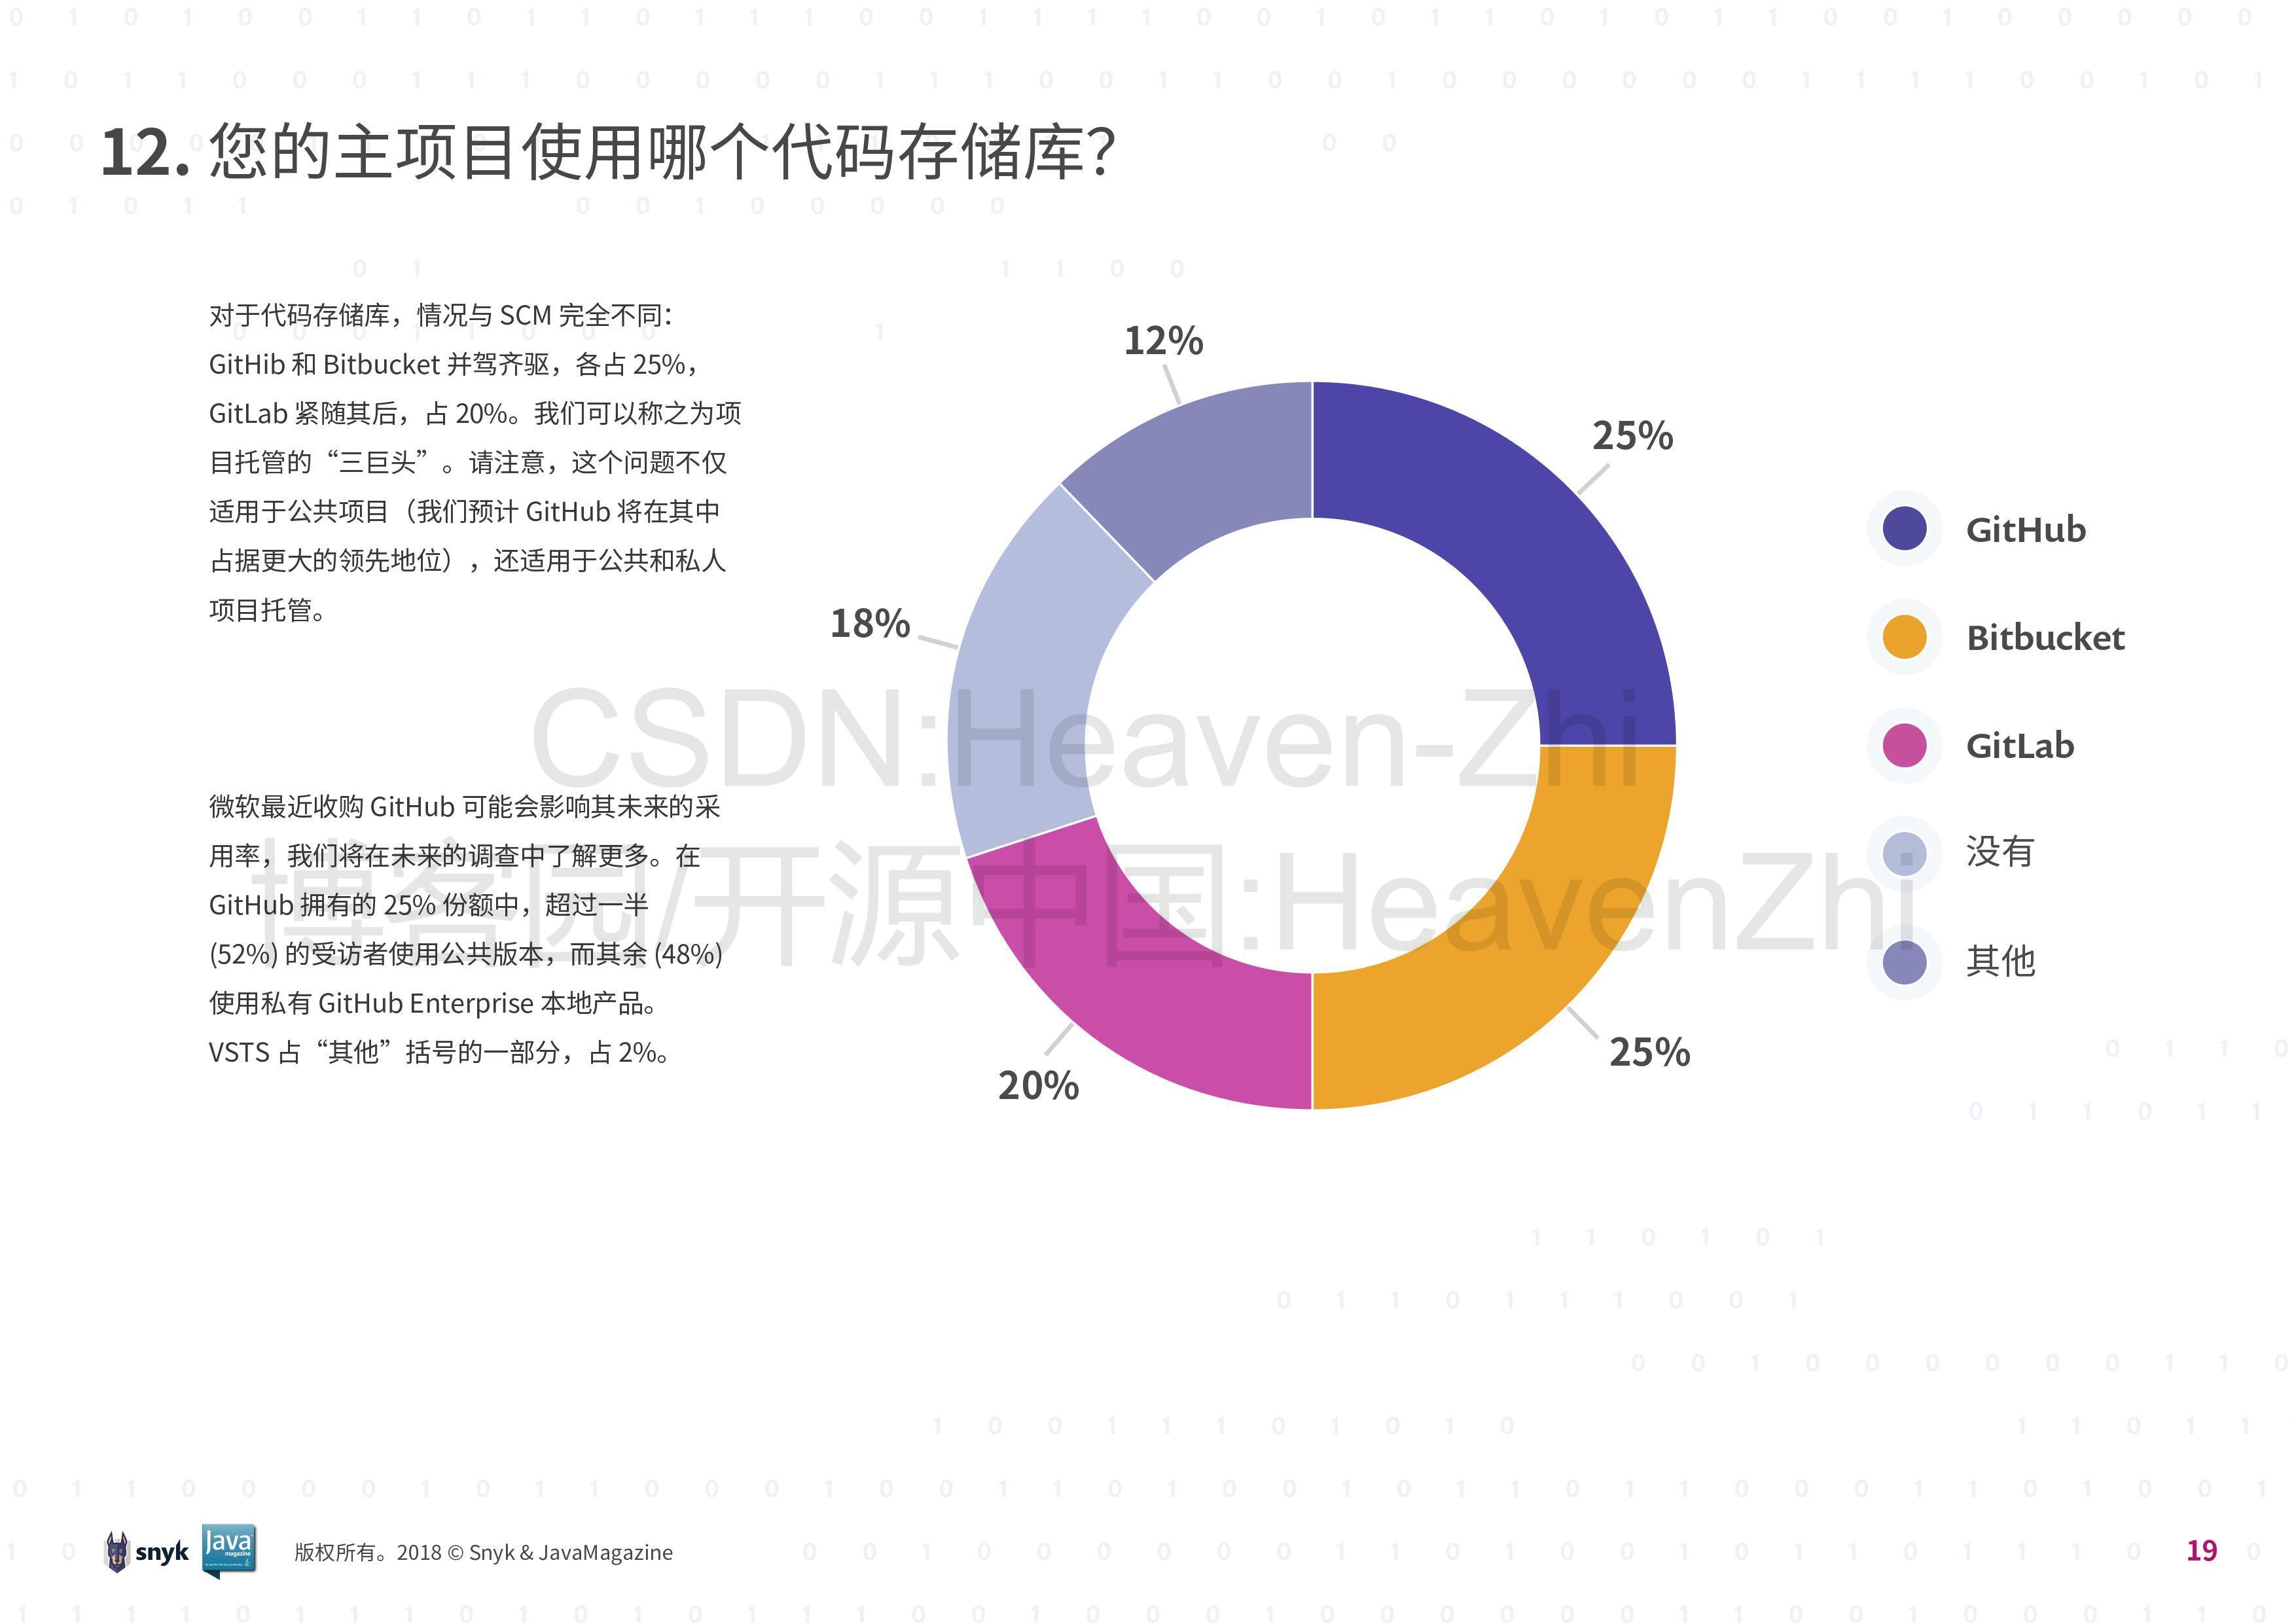 12. 您的主项目使用哪个代码存储库？
对于代码存储库，情况与 SCM 完全不同：
GitHib 和 Bitbucket 并驾齐驱，各占 25%，
GitLab 紧随其后，占 20%。我们可以称之为项
目托管的“三巨头”。请注意，这个问题不仅
适用于公共项目（我们预计 GitHub 将在其中
占据更大的领先地位），还适用于公共和私人
项目托管。
微软最近收购 GitHub 可能会影响其未来的采
用率，我们将在未来的调查中了解更多。在
GitHub 拥有的 25% 份额中，超过一半
(52%) 的受访者使用公共版本，而其余 (48%)
使用私有 GitHub Enterprise 本地产品。
VSTS 占“其他”括号的一部分，占 2%。
12%
25%
18%
20%
25%
GitHub
Bitbucket
GitLab
没有
其他
CSDN:Heaven-Zhi
博客园/开源中国:HeavenZhi
snyk
Java
magazine
版权所有。2018 © Snyk & JavaMagazine
19